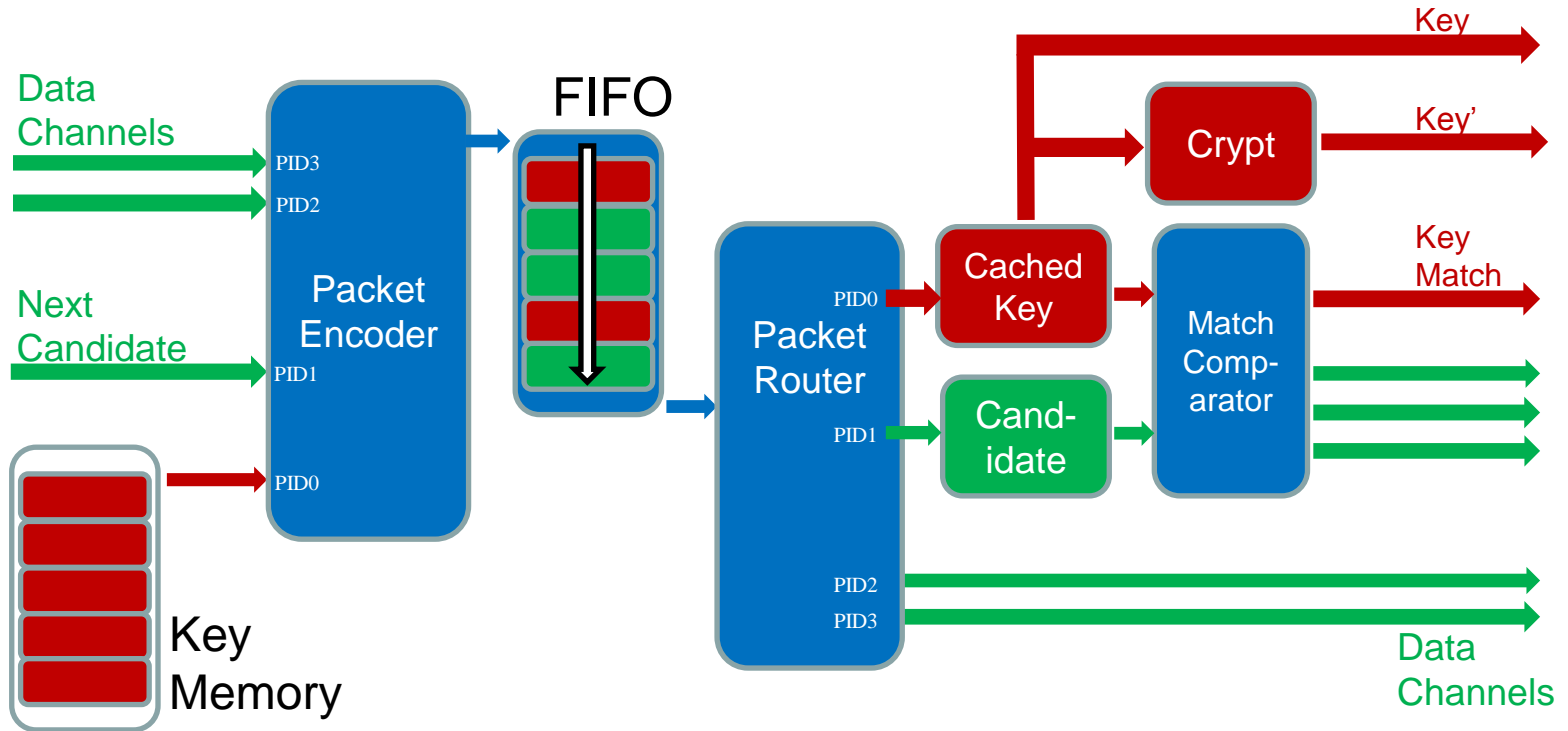 Data
Channels
Next
Candidate
Key
Memory
PID3
PID2
PID1
PID0
Packet
Encoder
FIFO
Packet
Router
PID0
PID1
PID2
PID3
Cached
Key
Cand-
idate
Crypt
Match
Comp-
arator
Key
Key’
Key
Match
Data
Channels